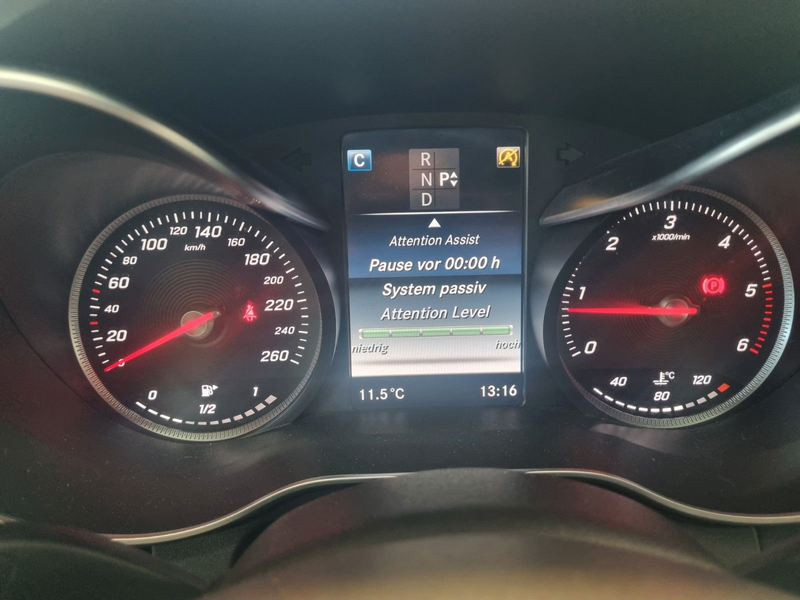 C
R
N P
D
A
Attention Assist
Pause vor 00:00 h
System passiv
Attention Level
niedrig hoch
11.5°C 13:16
0
20
40
60
80
100
120
140
160
180
200
220
240
260
km/h
0 1/2 1
0
1
2
3
4
5
6
x1000/min
P
°C
40 80 120